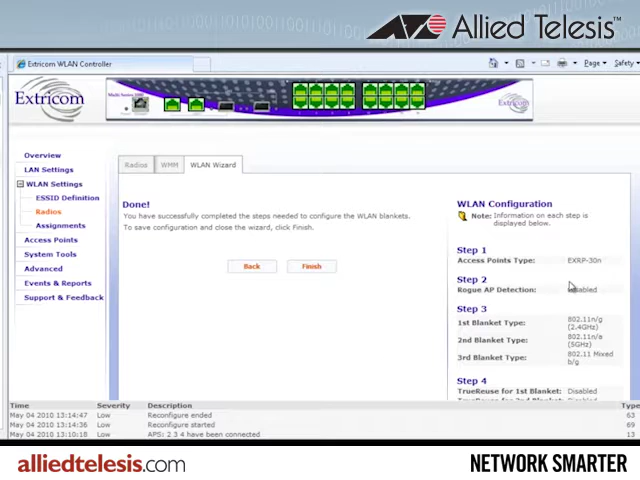 Allied Telesis™
Extricom WLAN Controller
Page
Safety
Extricom
Extricom
Radios
WMM
WLAN Wizard
Overview
LAN Settings
WLAN Settings
ESSID Definition
Radios
Assignments
Access Points
System Tools
Advanced
Events & Reports
Support & Feedback
Done!
You have successfully completed the steps needed to configure the WLAN blankets.
To save configuration and close the wizard, click Finish.
Back
Finish
WLAN Configuration
Note: Information on each step is
displayed below.
Step 1
Access Points Type: EXRP-30n
Step 2
Rogue AP Detection: Disabled
Step 3
1st Blanket Type: 802.11n/g
(2.4GHz)
2nd Blanket Type: 802.11n/a
(5GHz)
3rd Blanket Type: 802.11 Mixed
b/g
Step 4
TrueReuse for 1st Blanket: Disabled
Time Severity Description Type
May 04 2010 13:14:47 Low Reconfigure ended 63
May 04 2010 13:14:36 Low Reconfigure started 69
May 04 2010 13:10:18 Low APS: 2 3 4 have been connected 13
alliedtelesis.com
NETWORK SMARTER